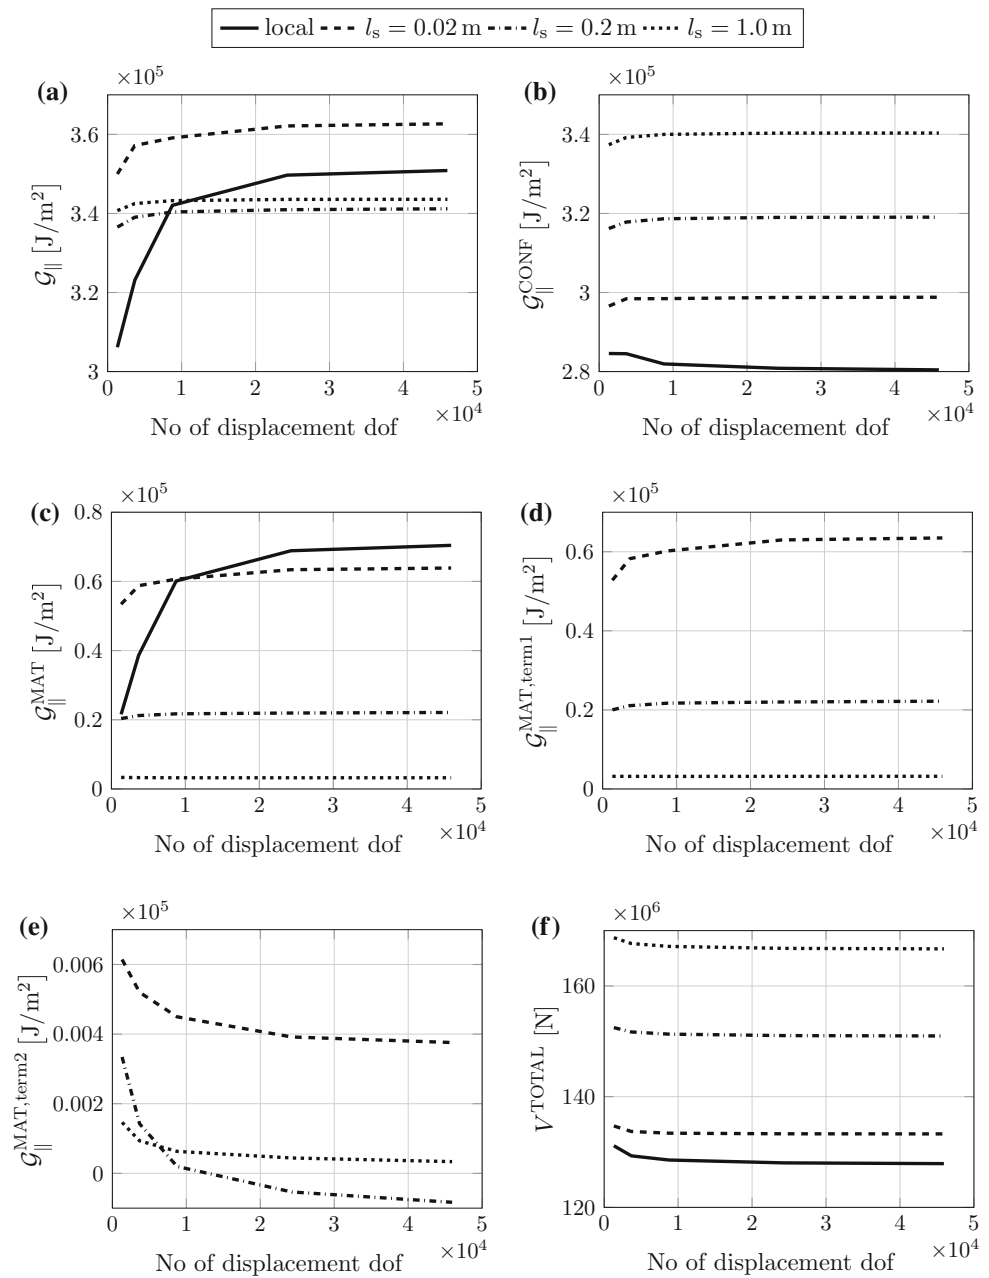 local l_s = 0.02 m l_s = 0.2 m l_s = 1.0 m
(a)
×10^5
3.6
3.4
3.2
3
0 1 2 3 4 5
×10^4
𝒢_∥ [J/m^2]
No of displacement dof
(b)
×10^5
3.4
3.2
3
2.8
0 1 2 3 4 5
×10^4
𝒢_∥^CONF [J/m^2]
No of displacement dof
(c)
×10^5
0.8
0.6
0.4
0.2
0
0 1 2 3 4 5
×10^4
𝒢_∥^MAT [J/m^2]
No of displacement dof
(d)
×10^5
0.6
0.4
0.2
0
0 1 2 3 4 5
×10^4
𝒢_∥^MAT,term1 [J/m^2]
No of displacement dof
(e)
×10^5
0.006
0.004
0.002
0
0 1 2 3 4 5
×10^4
𝒢_∥^MAT,term2 [J/m^2]
No of displacement dof
(f)
×10^6
160
140
120
0 1 2 3 4 5
×10^4
V^TOTAL [N]
No of displacement dof